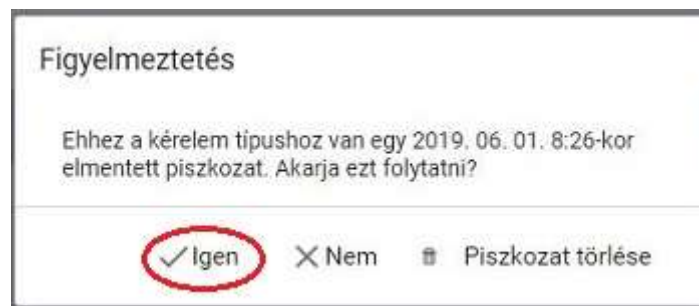 Figyelmeztetés
Ehhez a kérelem típushoz van egy 2019. 06. 01. 8:26-kor
elmentett piszkozat. Akarja ezt folytatni?
Igen Nem Piszkozat törlése